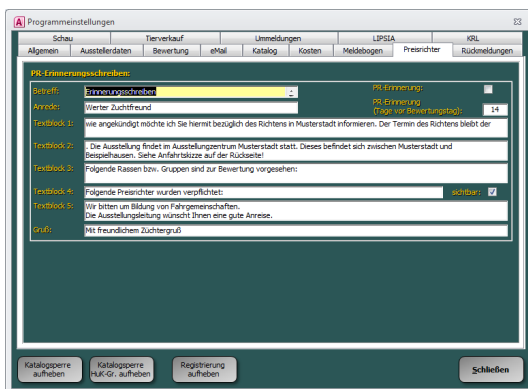 Programmeinstellungen
Schau Tierverkauf Ummeldungen LIPSIA KRL
Allgemein Ausstellerdaten Bewertung eMail Katalog Kosten Meldebogen Preisrichter Rückmeldungen
PR-Erinnerungsschreiben:
Betreff: Erinnerungsschreiben PR-Erinnerung:
Anrede: Werter Zuchtfreund PR-Erinnerung
(Tage vor Bewertungstag): 14
Textblock 1: wie angekündigt möchte ich Sie hiermit bezüglich des Richtens in Musterstadt informieren. Der Termin des Richtens bleibt der
Textblock 2: . Die Ausstellung findet im Ausstellungszentrum Musterstadt statt. Dieses befindet sich zwischen Musterstadt und
Beispielhausen. Siehe Anfahrtskizze auf der Rückseite!
Textblock 3: Folgende Rassen bzw. Gruppen sind zur Bewertung vorgesehen:
Textblock 4: Folgende Preisrichter wurden verpflichtet: sichtbar:
Textblock 5: Wir bitten um Bildung von Fahrgemeinschaften.
Die Ausstellungsleitung wünscht Ihnen eine gute Anreise.
Gruß: Mit freundlichem Züchtergruß
Katalogsperre aufheben
Katalogsperre HuK-Gr. aufheben
Registrierung aufheben
Schließen